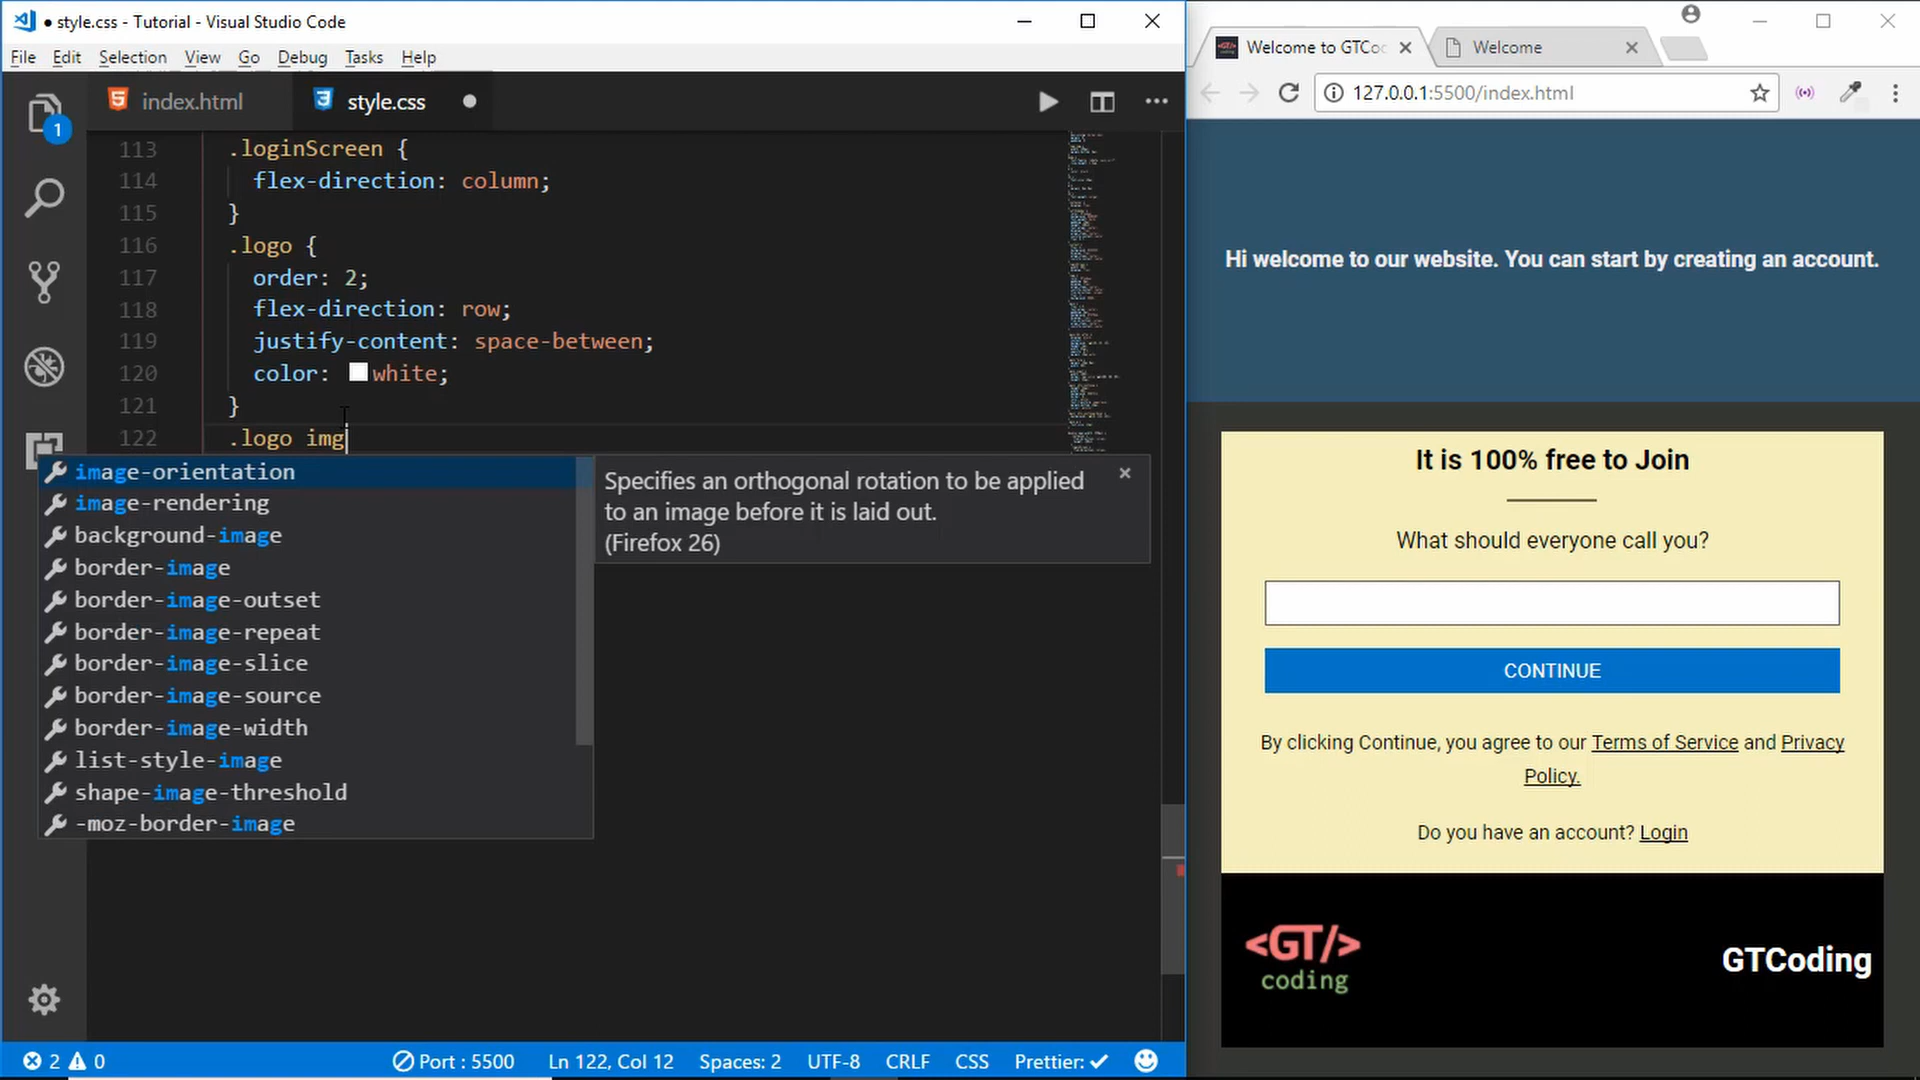 style.css - Tutorial - Visual Studio Code
File Edit Selection View Go Debug Tasks Help
index.html style.css
1
113 .loginScreen {
114 flex-direction: column;
115 }
116 .logo {
117 order: 2;
118 flex-direction: row;
119 justify-content: space-between;
120 color: white;
121 }
122 .logo img
image-orientation
image-rendering
background-image
border-image
border-image-outset
border-image-repeat
border-image-slice
border-image-source
border-image-width
list-style-image
shape-image-threshold
-moz-border-image
Specifies an orthogonal rotation to be applied
to an image before it is laid out.
(Firefox 26)
2 0 Port : 5500 Ln 122, Col 12 Spaces: 2 UTF-8 CRLF CSS Prettier: ✓
Welcome to GTCo Welcome
127.0.0.1:5500/index.html
Hi welcome to our website. You can start by creating an account.
It is 100% free to Join
What should everyone call you?
CONTINUE
By clicking Continue, you agree to our Terms of Service and Privacy
Policy.
Do you have an account? Login
<GT/>
coding
GTCoding